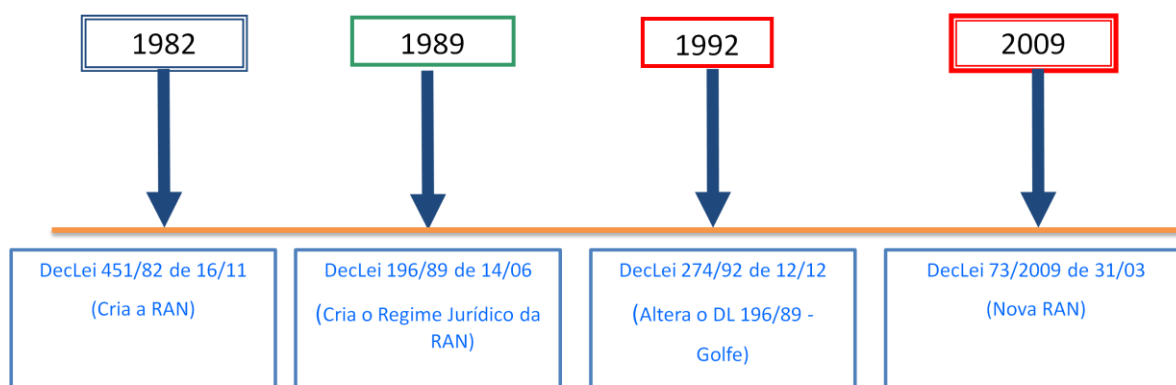 1982
1989
1992
2009
DecLei 451/82 de 16/11
(Cria a RAN)
DecLei 196/89 de 14/06
(Cria o Regime Jurídico da
RAN)
DecLei 274/92 de 12/12
(Altera o DL 196/89 -
Golfe)
DecLei 73/2009 de 31/03
(Nova RAN)